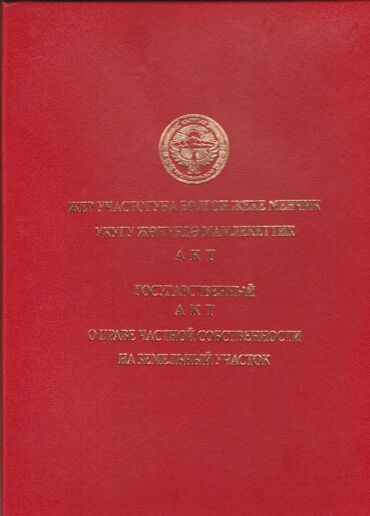 ЖЕР УЧАСТОГУНА БОЛГОН ЖЕКЕ МЕНЧИК
УКУГУ ЖӨНҮНДӨ МАМЛЕКЕТТИК
АКТ
ГОСУДАРСТВЕННЫЙ
АКТ
О ПРАВЕ ЧАСТНОЙ СОБСТВЕННОСТИ
НА ЗЕМЕЛЬНЫЙ УЧАСТОК